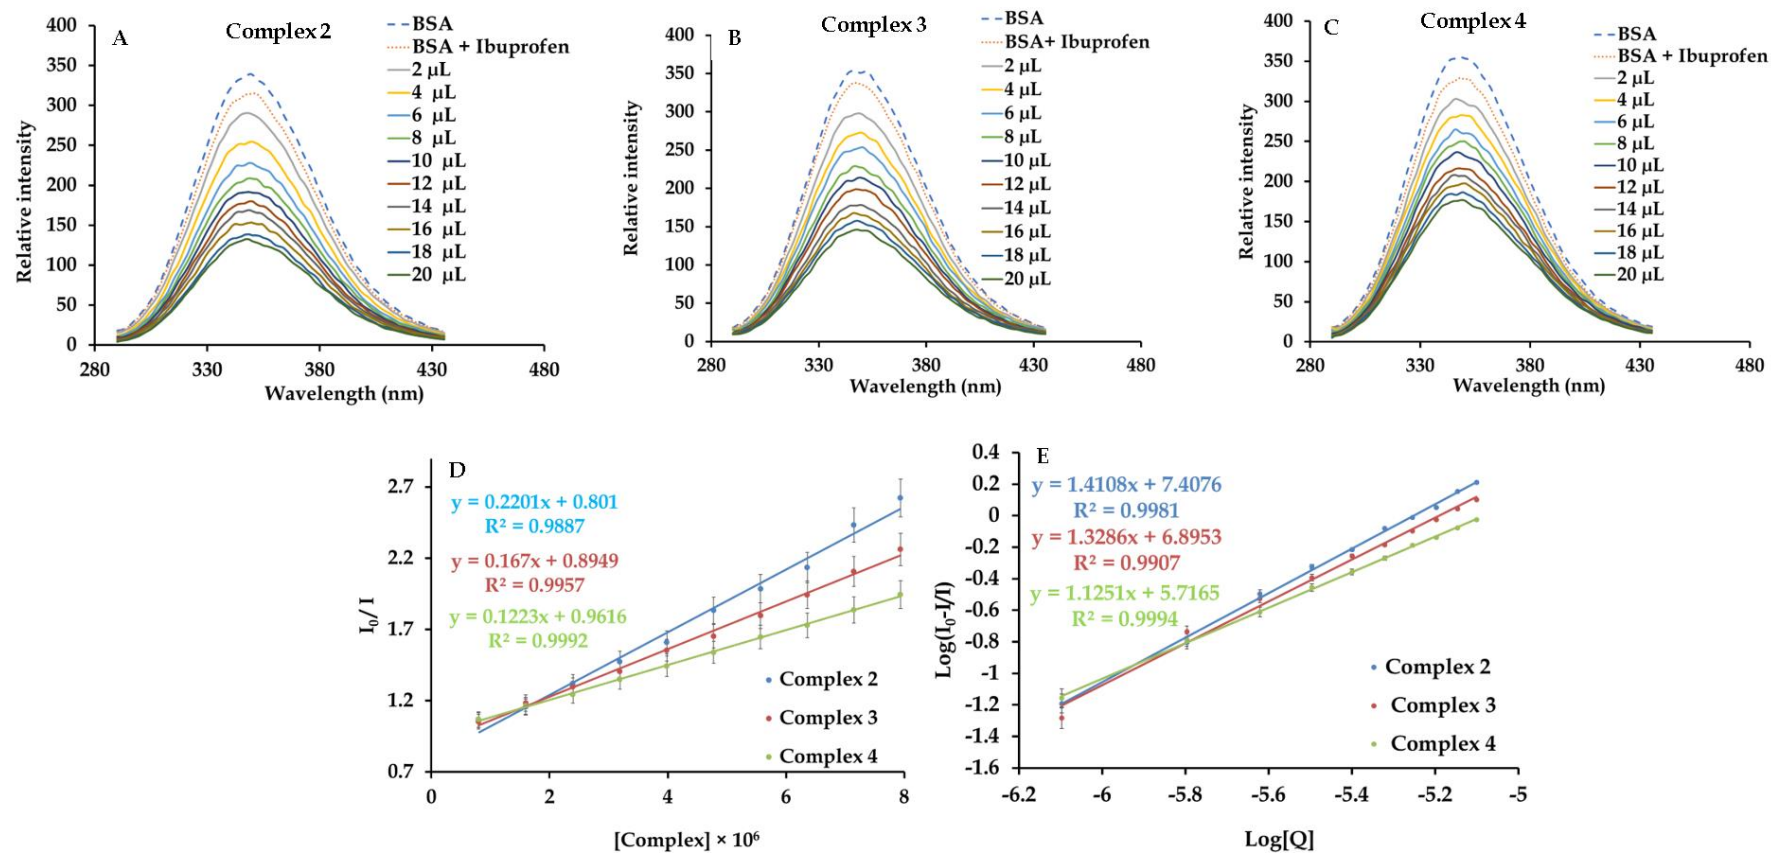 A
Complex 2
Relative intensity
400
350
300
250
200
150
100
50
0
280
330
380
430
480
Wavelength (nm)
BSA
BSA + Ibuprofen
2 µL
4 µL
6 µL
8 µL
10 µL
12 µL
14 µL
16 µL
18 µL
20 µL
B
Complex 3
Relative intensity
400
350
300
250
200
150
100
50
0
280
330
380
430
480
Wavelength (nm)
BSA
BSA+ Ibuprofen
2 µL
4 µL
6 µL
8 µL
10 µL
12 µL
14 µL
16 µL
18 µL
20 µL
C
Complex 4
Relative intensity
400
350
300
250
200
150
100
50
0
280
330
380
430
480
Wavelength (nm)
BSA
BSA + Ibuprofen
2 µL
4 µL
6 µL
8 µL
10 µL
12 µL
14 µL
16 µL
18 µL
20 µL
D
I₀/ I
2.7
2.2
1.7
1.2
0.7
y = 0.2201x + 0.801
R² = 0.9887
y = 0.167x + 0.8949
R² = 0.9957
y = 0.1223x + 0.9616
R² = 0.9992
Complex 2
Complex 3
Complex 4
0
2
4
6
8
[Complex] × 10⁶
E
Log(I₀-I/I)
0.4
0.2
0
-0.2
-0.4
-0.6
-0.8
-1
-1.2
-1.4
-1.6
y = 1.4108x + 7.4076
R² = 0.9981
y = 1.3286x + 6.8953
R² = 0.9907
y = 1.1251x + 5.7165
R² = 0.9994
Complex 2
Complex 3
Complex 4
-6.2
-6
-5.8
-5.6
-5.4
-5.2
-5
Log[Q]